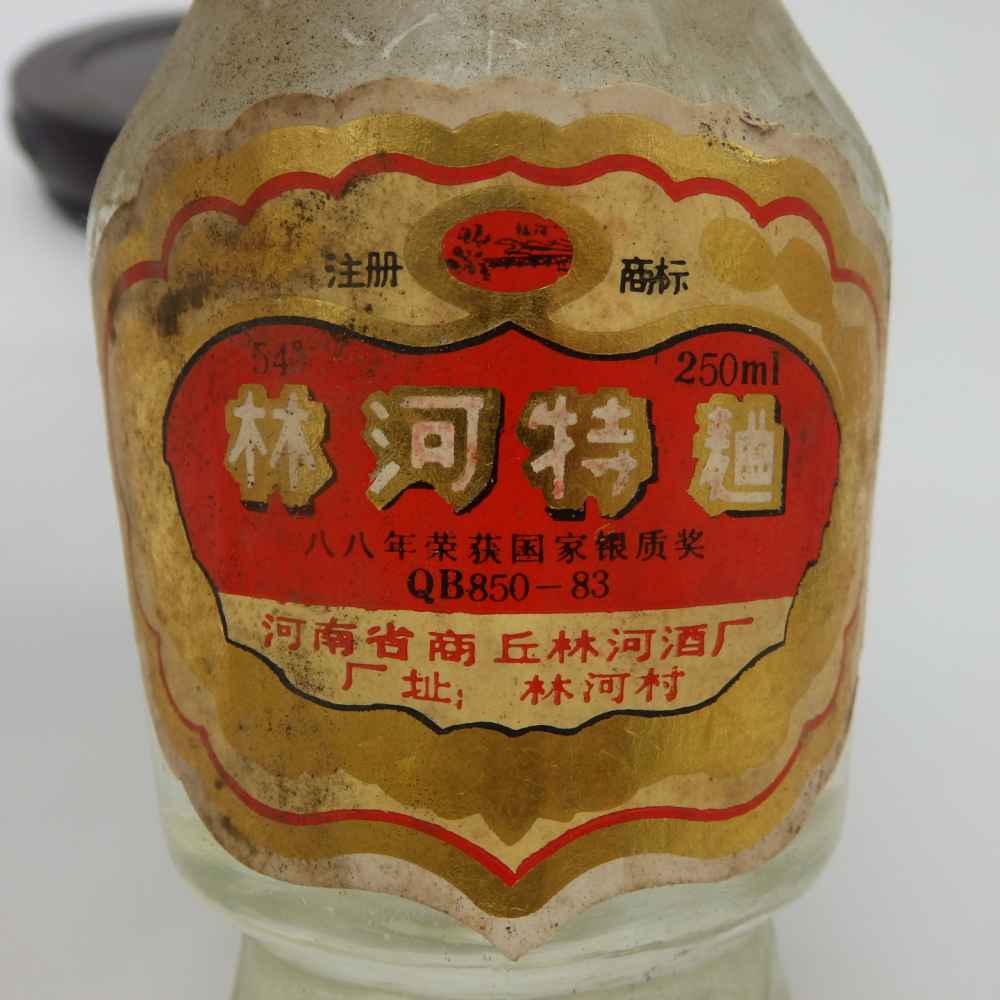 注册 商标
54° 250ml
林河特麯
八八年荣获国家银质奖
QB850-83
河南省商丘林河酒厂
厂址: 林河村